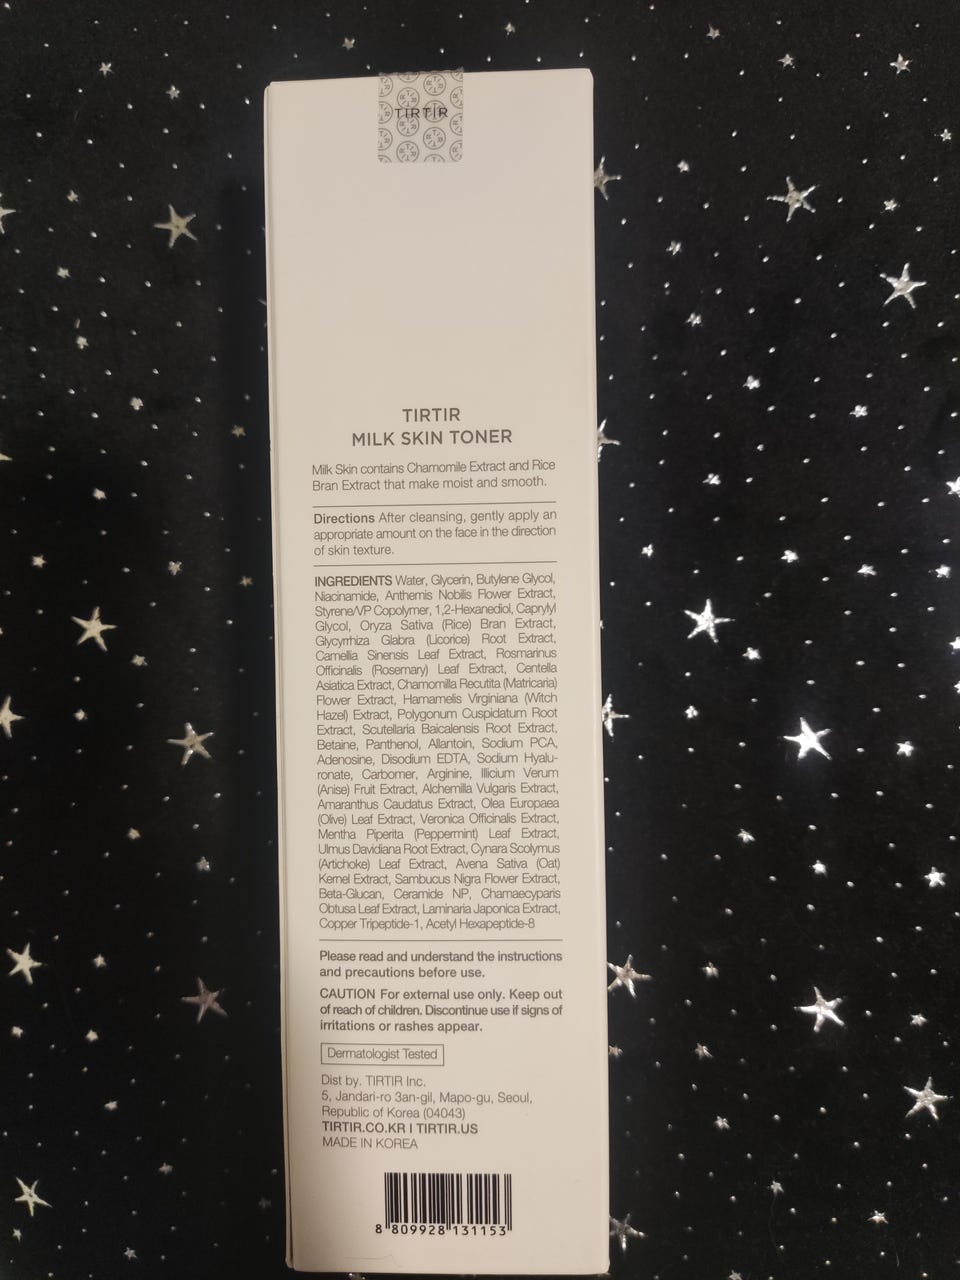 TIRTIR
TIRTIR
MILK SKIN TONER
Milk Skin contains Chamomile Extract and Rice
Bran Extract that make moist and smooth.
Directions After cleansing, gently apply an
appropriate amount on the face in the direction
of skin texture.
INGREDIENTS Water, Glycerin, Butylene Glycol,
Niacinamide, Anthemis Nobilis Flower Extract,
Styrene/VP Copolymer, 1,2-Hexanediol, Caprylyl
Glycol, Oryza Sativa (Rice) Bran Extract,
Glycyrrhiza Glabra (Licorice) Root Extract,
Camellia Sinensis Leaf Extract, Rosmarinus
Officinalis (Rosemary) Leaf Extract, Centella
Asiatica Extract, Chamomilla Recutita (Matricaria)
Flower Extract, Hamamelis Virginiana (Witch
Hazel) Extract, Polygonum Cuspidatum Root
Extract, Scutellaria Baicalensis Root Extract,
Betaine, Panthenol, Allantoin, Sodium PCA,
Adenosine, Disodium EDTA, Sodium Hyalu-
ronate, Carbomer, Arginine, Illicium Verum
(Anise) Fruit Extract, Alchemilla Vulgaris Extract,
Amaranthus Caudatus Extract, Olea Europaea
(Olive) Leaf Extract, Veronica Officinalis Extract,
Mentha Piperita (Peppermint) Leaf Extract,
Ulmus Davidiana Root Extract, Cynara Scolymus
(Artichoke) Leaf Extract, Avena Sativa (Oat)
Kernel Extract, Sambucus Nigra Flower Extract,
Beta-Glucan, Ceramide NP, Chamaecyparis
Obtusa Leaf Extract, Laminaria Japonica Extract,
Copper Tripeptide-1, Acetyl Hexapeptide-8
Please read and understand the instructions
and precautions before use.
CAUTION For external use only. Keep out
of reach of children. Discontinue use if signs of
irritations or rashes appear.
Dermatologist Tested
Dist by. TIRTIR Inc.
5, Jandari-ro 3an-gil, Mapo-gu, Seoul,
Republic of Korea (04043)
TIRTIR.CO.KR I TIRTIR.US
MADE IN KOREA
8 809928 131153